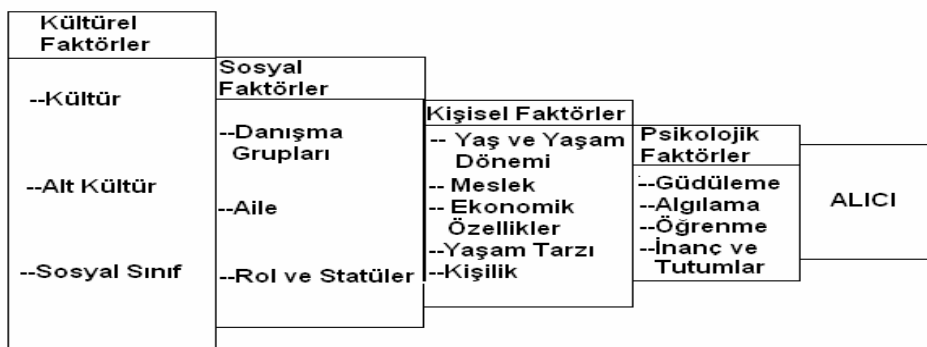 Kültürel
Faktörler
--Kültür
--Alt Kültür
--Sosyal Sınıf
Sosyal
Faktörler
--Danışma
Grupları
--Aile
--Rol ve Statüler
Kişisel Faktörler
-- Yaş ve Yaşam
Dönemi
-- Meslek
-- Ekonomik
Özellikler
--Yaşam Tarzı
--Kişilik
Psikolojik
Faktörler
--Güdüleme
--Algılama
--Öğrenme
--İnanç ve
Tutumlar
ALICI